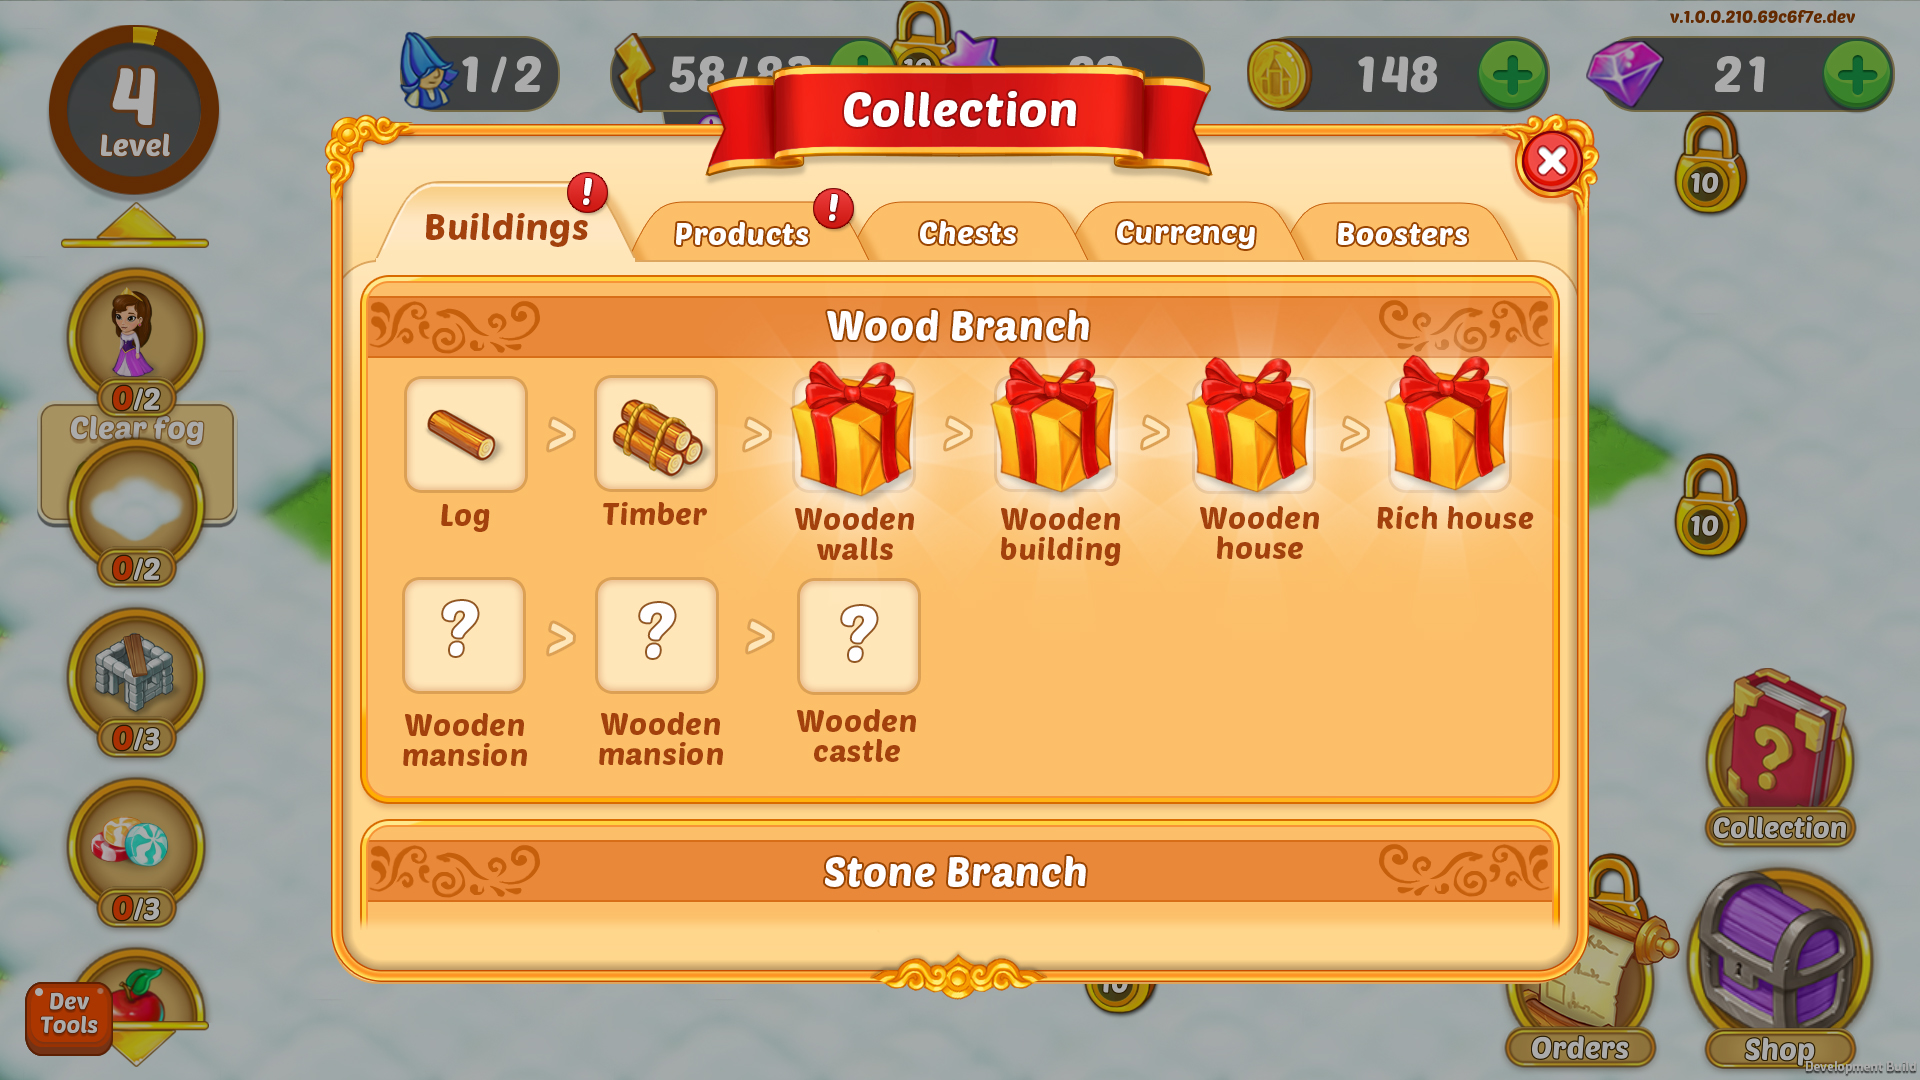 v.1.0.0.210.69c6f7e.dev
4
Level
1/2
148
21
Collection
10
Buildings
!
Products
!
Chests
Currency
Boosters
Wood Branch
0/2
Clear fog
Log
>
Timber
>
Wooden
walls
>
Wooden
building
>
Wooden
house
>
Rich house
10
0/2
?
>
?
>
?
Wooden
mansion
Wooden
mansion
Wooden
castle
0/3
?
Collection
Stone Branch
0/3
10
Dev
Tools
Orders
Shop
Development Build